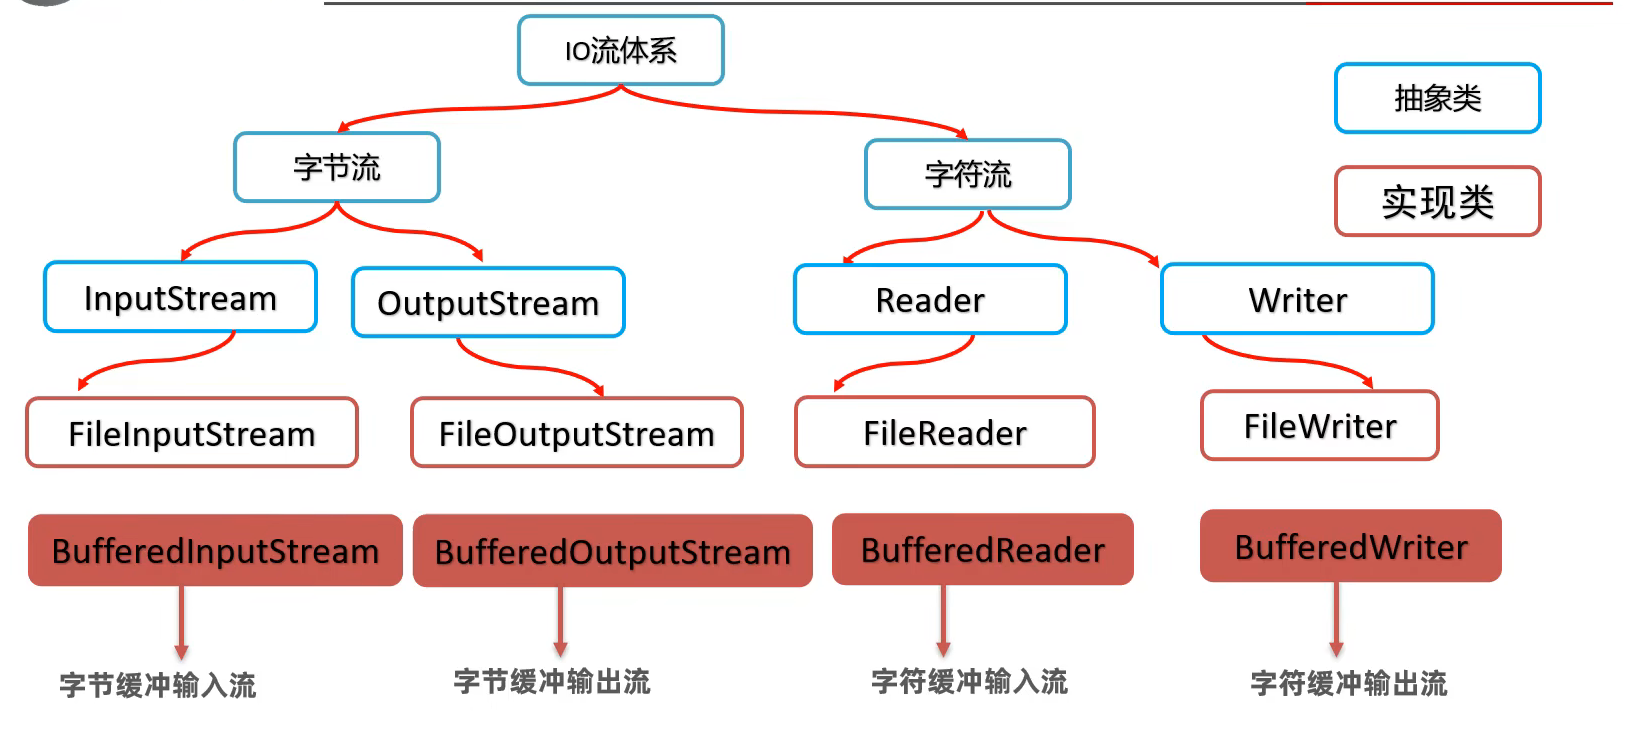 IO流体系
抽象类
字节流
字符流
实现类
InputStream
OutputStream
Reader
Writer
FileInputStream
FileOutputStream
FileReader
FileWriter
BufferedInputStream
BufferedOutputStream
BufferedReader
BufferedWriter
字节缓冲输入流
字节缓冲输出流
字符缓冲输入流
字符缓冲输出流